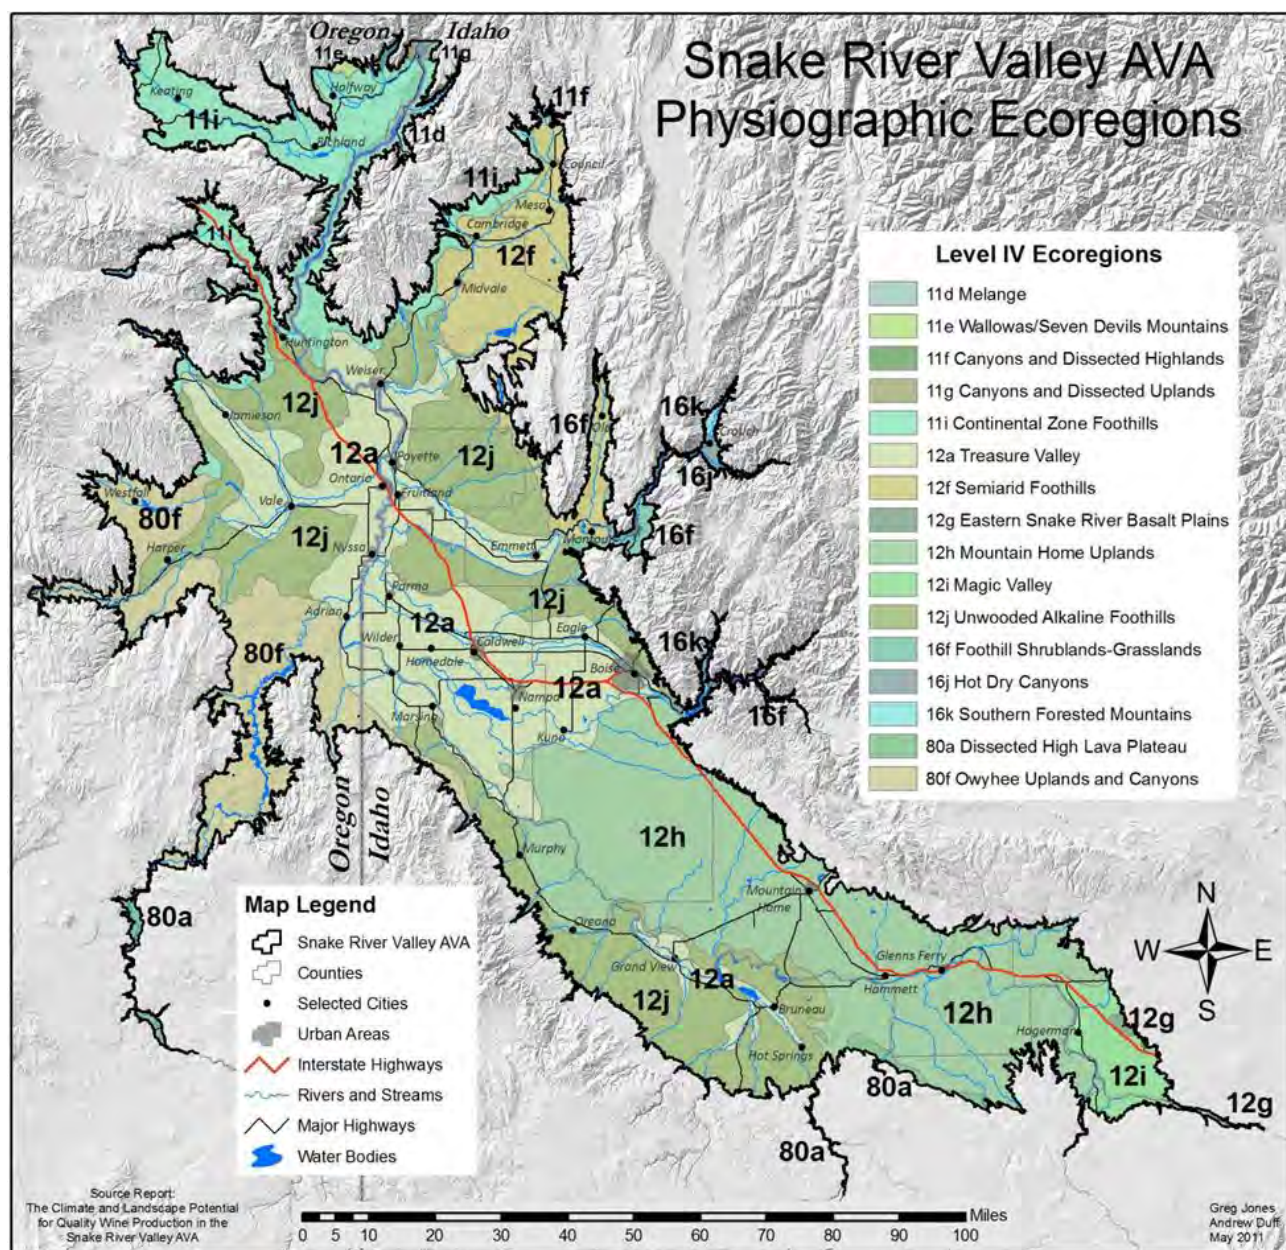 Snake River Valley AVA
Physiographic Ecoregions
Oregon
Idaho
11e
11g
Keating
Halfway
11i
Richland
11d
11f
Council
11i
Mesa
Cambridge
11i
12f
Midvale
Huntington
Weiser
12j
Jamieson
16f
Ola
16k
Crouch
12a
Payette
12j
16j
Ontario
Fruitland
Westfall
80f
Vale
Harper
12j
Nyssa
Emmett
Montour
16f
Parma
12j
Adrian
12a
Eagle
Wilder
Caldwell
16k
80f
Homedale
Boise
12a
16f
Nampa
Marsing
Kuna
Oregon
Idaho
12h
Murphy
Mountain
Home
80a
Oreana
Glenns Ferry
Grand View
12a
Hammett
12j
Bruneau
12h
12g
Hagerman
Hot Springs
80a
12i
12g
80a
Level IV Ecoregions
11d Melange
11e Wallowas/Seven Devils Mountains
11f Canyons and Dissected Highlands
11g Canyons and Dissected Uplands
11i Continental Zone Foothills
12a Treasure Valley
12f Semiarid Foothills
12g Eastern Snake River Basalt Plains
12h Mountain Home Uplands
12i Magic Valley
12j Unwooded Alkaline Foothills
16f Foothill Shrublands-Grasslands
16j Hot Dry Canyons
16k Southern Forested Mountains
80a Dissected High Lava Plateau
80f Owyhee Uplands and Canyons
N
W E
S
Map Legend
Snake River Valley AVA
Counties
Selected Cities
Urban Areas
Interstate Highways
Rivers and Streams
Major Highways
Water Bodies
Source Report:
The Climate and Landscape Potential
for Quality Wine Production in the
Snake River Valley AVA
Miles
0 5 10 20 30 40 50 60 70 80 90 100
Greg Jones
Andrew Duff
May 2011